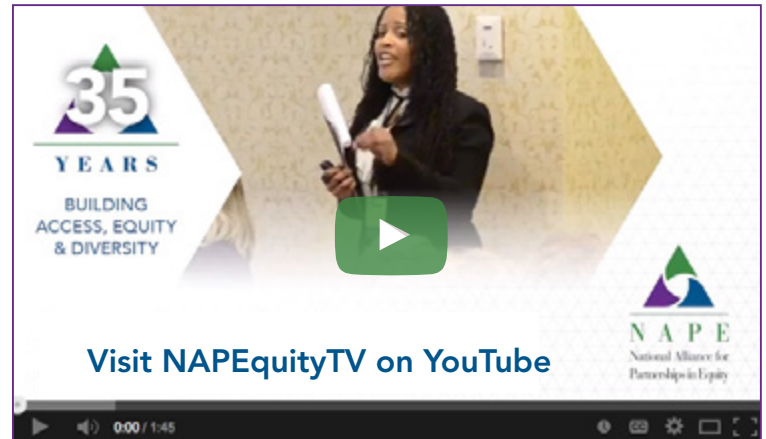 35
YEARS
BUILDING
ACCESS, EQUITY
& DIVERSITY
NAPE
National Alliance for
Partnerships in Equity
Visit NAPEquityTV on YouTube
0:00 / 1:45
CC